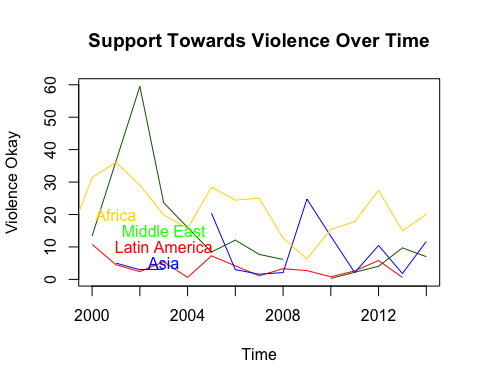 Support Towards Violence Over Time
Violence Okay
60
50
40
30
20
10
0
Africa
Middle East
Latin America
Asia
2000 2004 2008 2012
Time